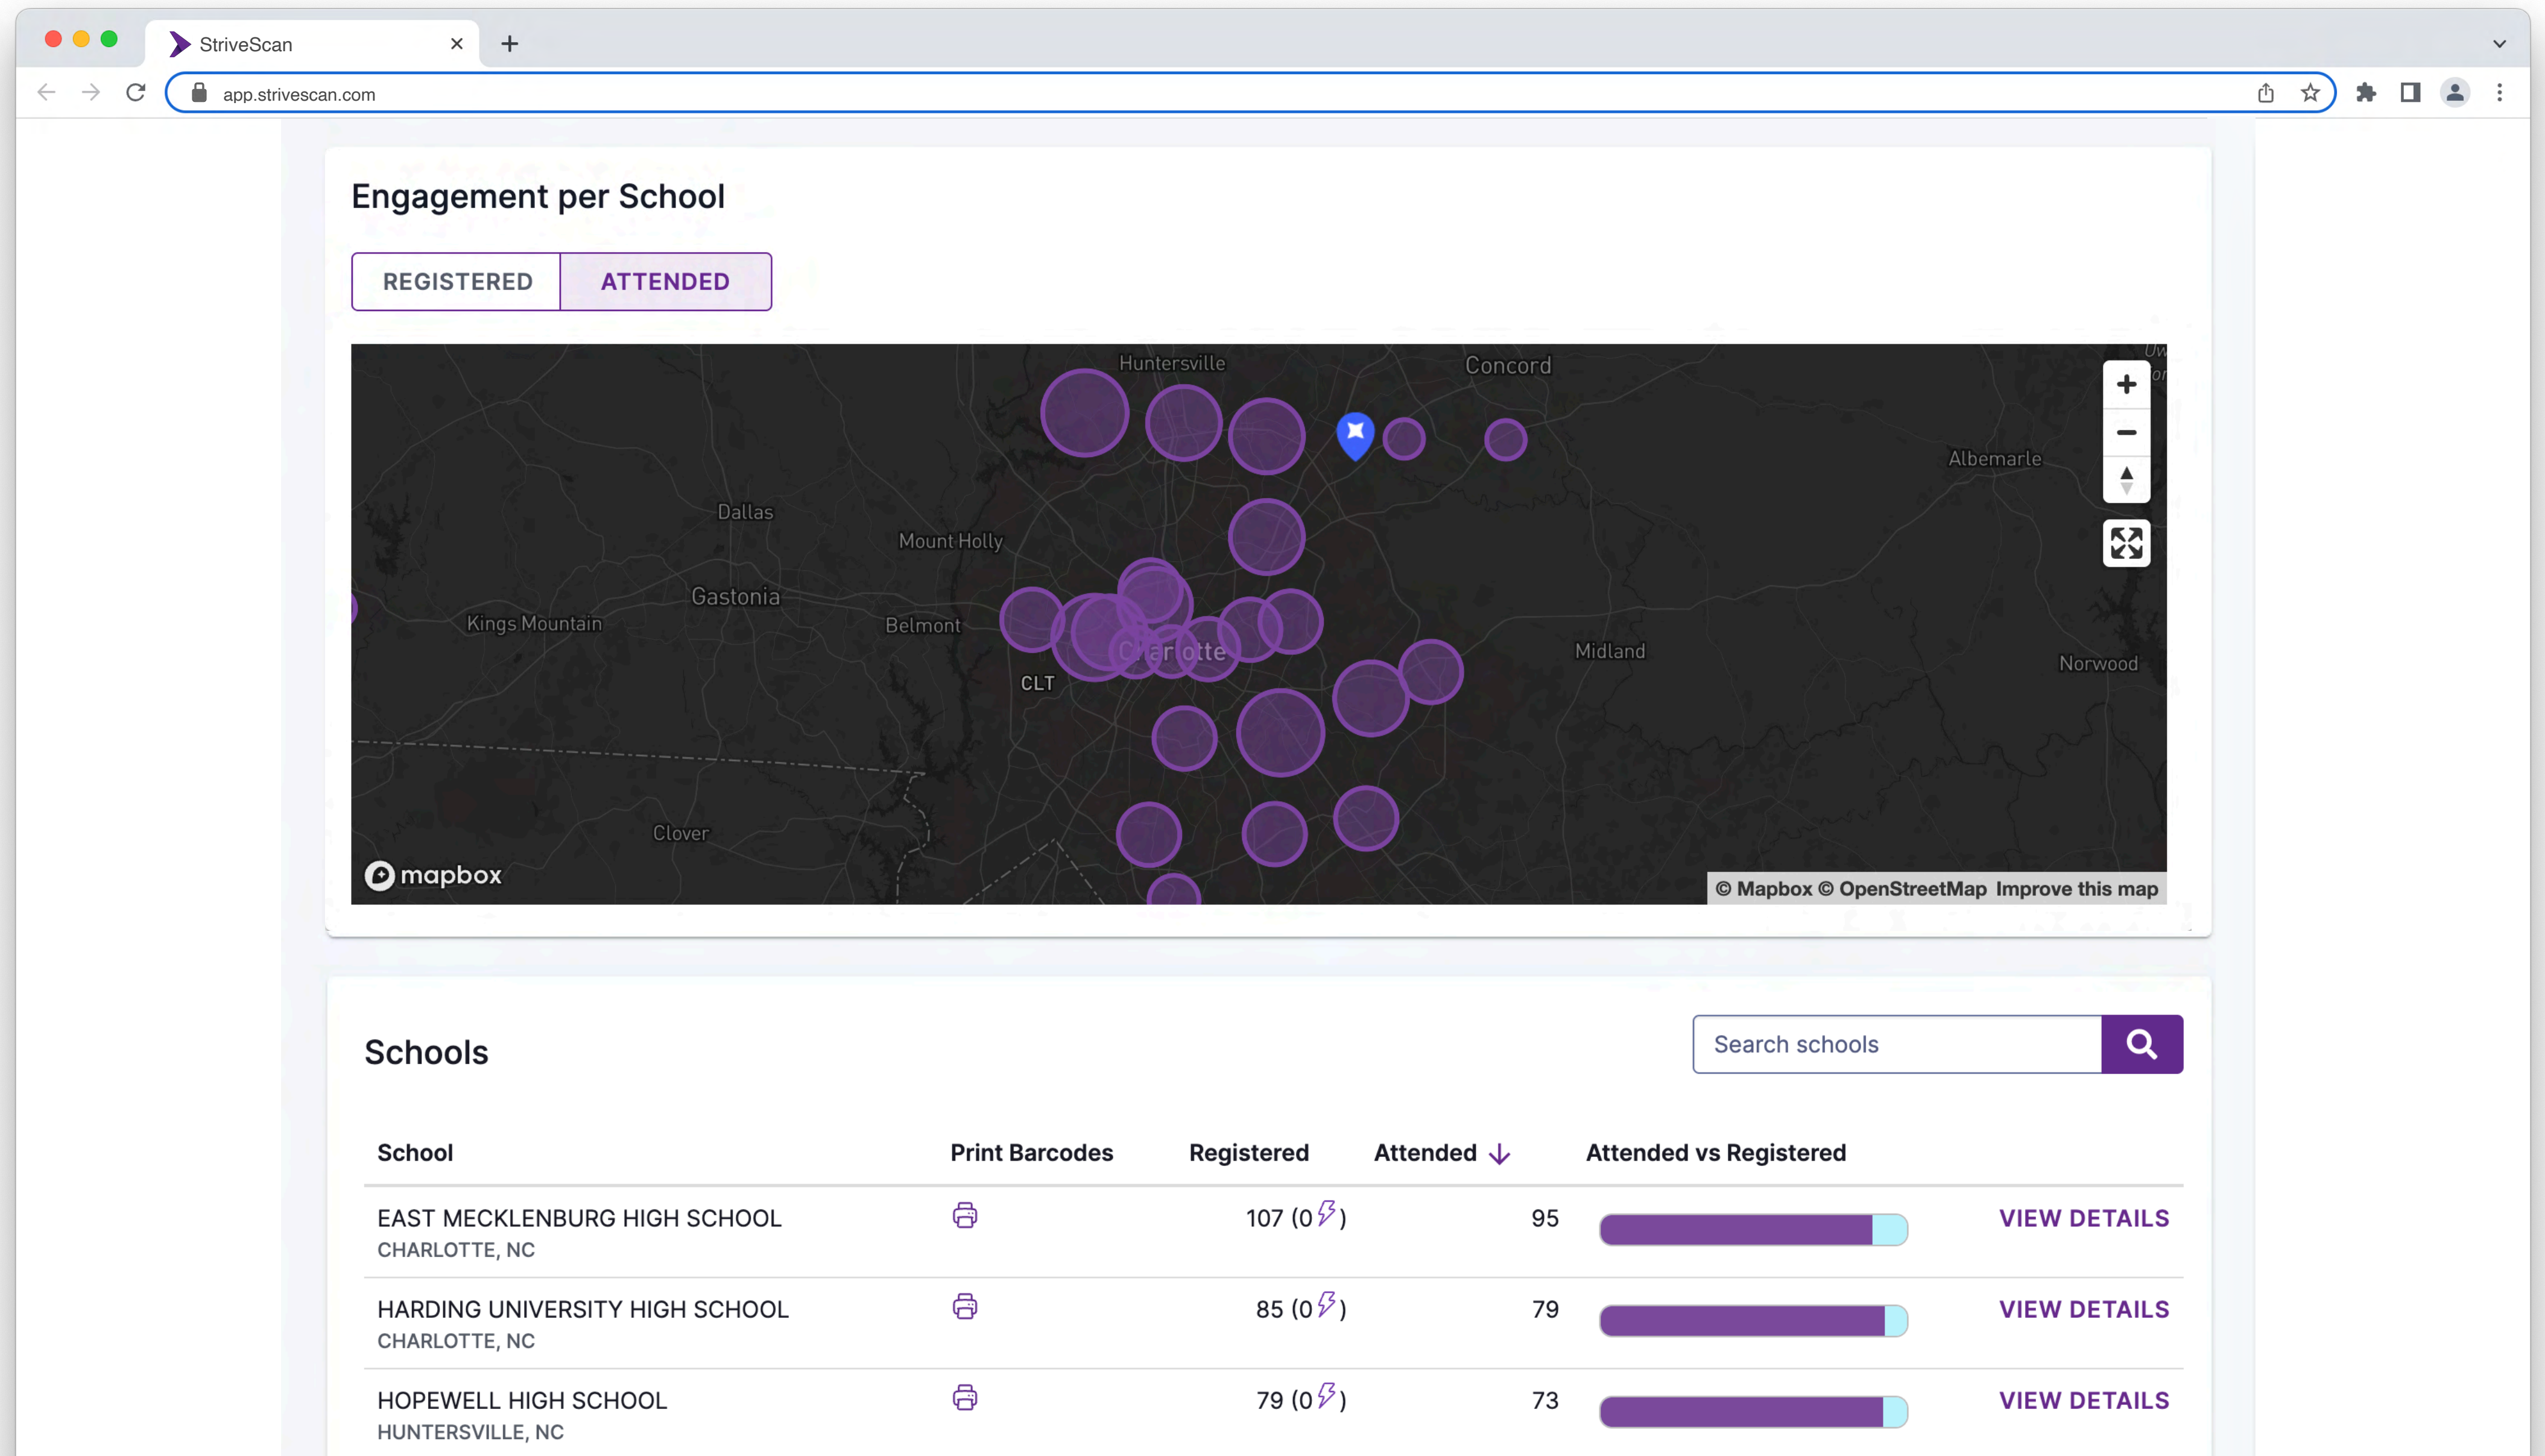 StriveScan
app.strivescan.com
Engagement per School
REGISTERED ATTENDED
Huntersville
Concord
Albemarle
Dallas
Mount Holly
Gastonia
Kings Mountain
Belmont
Charlotte
Midland
Norwood
CLT
Clover
mapbox
© Mapbox © OpenStreetMap Improve this map
Schools
Search schools
School Print Barcodes Registered Attended Attended vs Registered
EAST MECKLENBURG HIGH SCHOOL 107 (0) 95 VIEW DETAILS
CHARLOTTE, NC
HARDING UNIVERSITY HIGH SCHOOL 85 (0) 79 VIEW DETAILS
CHARLOTTE, NC
HOPEWELL HIGH SCHOOL 79 (0) 73 VIEW DETAILS
HUNTERSVILLE, NC